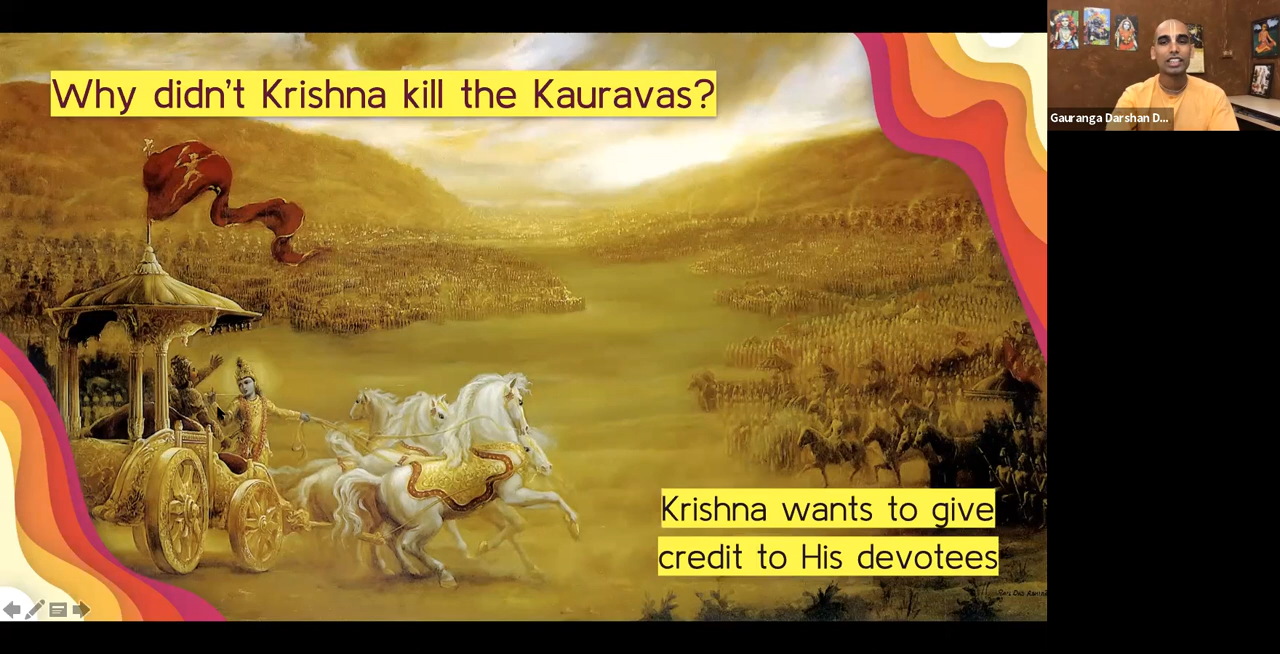 Why didn't Krishna kill the Kauravas?
Gauranga Darshan D...
Krishna wants to give
credit to His devotees